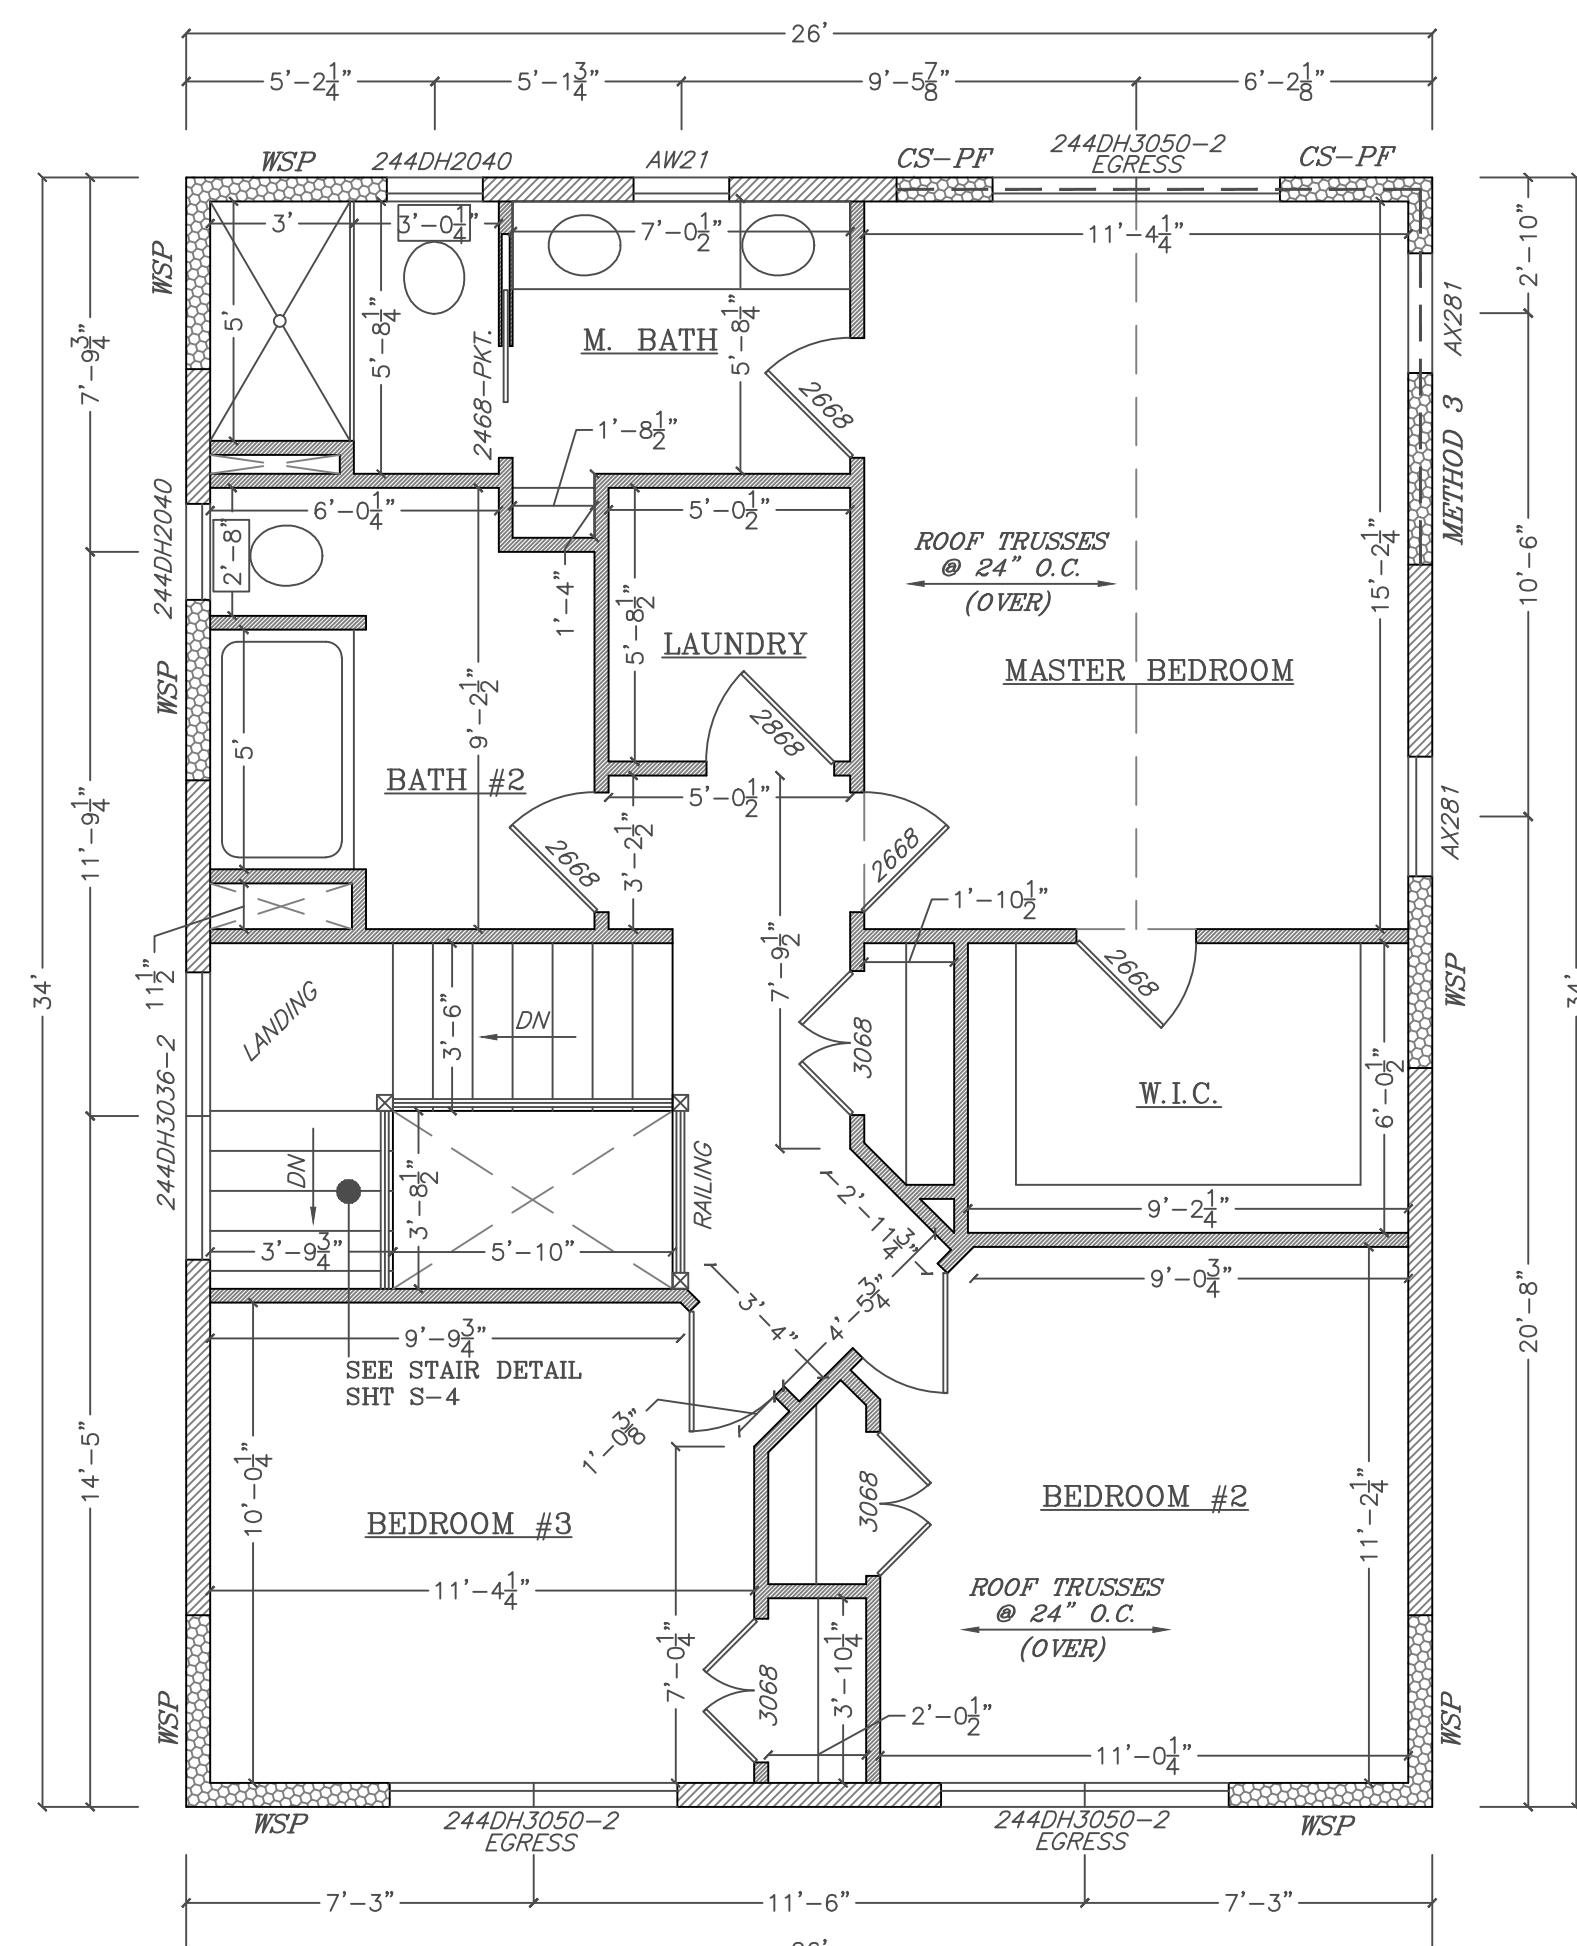 26'
5'-2 1/4" 5'-1 3/4" 9'-5 7/8" 6'-2 1/8"
WSP 244DH2040 AW21 CS-PF 244DH3050-2 CS-PF
EGRESS
3' 3'-0 1/4" 7'-0 1/2" 11'-4 1/4"
WSP
2'-10"
AX281
5'
5'-8 1/4"
5'-8 1/4"
M. BATH
7'-9 3/4"
2468-PKT.
2668
1'-8 1/2"
METHOD 3
244DH2040
6'-0 1/4" 5'-0 1/2"
2'-8"
ROOF TRUSSES
@ 24" O.C.
(OVER)
15'-2 1/4"
10'-6"
1'-4"
5'-8 1/2"
LAUNDRY
MASTER BEDROOM
WSP
9'-2 1/2"
5'
2868
BATH #2
5'-0 1/2"
11'-9 1/4"
AX281
2668
3'-2 1/2"
2668
1'-10 1/2"
7'-9 1/2"
11 1/2"
34'
LANDING
3'-6"
DN
2668
WSP
34'
3068
6'-0 1/2"
W.I.C.
244DH3036-2
DN
3'-8 1/2"
RAILING
2'-11 3/4"
9'-2 1/4"
3'-9 3/4" 5'-10"
9'-0 3/4"
3'-4"
4'-5 3/4"
20'-8"
9'-9 3/4"
SEE STAIR DETAIL
SHT S-4
1'-0 3/8"
14'-5"
10'-0 1/4"
3068
11'-2 1/4"
BEDROOM #3
BEDROOM #2
11'-4 1/4"
ROOF TRUSSES
@ 24" O.C.
(OVER)
7'-0 1/4"
3068
3'-10 1/4"
2'-0 1/2"
WSP
WSP
11'-0 1/4"
WSP 244DH3050-2 244DH3050-2 WSP
EGRESS EGRESS
7'-3" 11'-6" 7'-3"